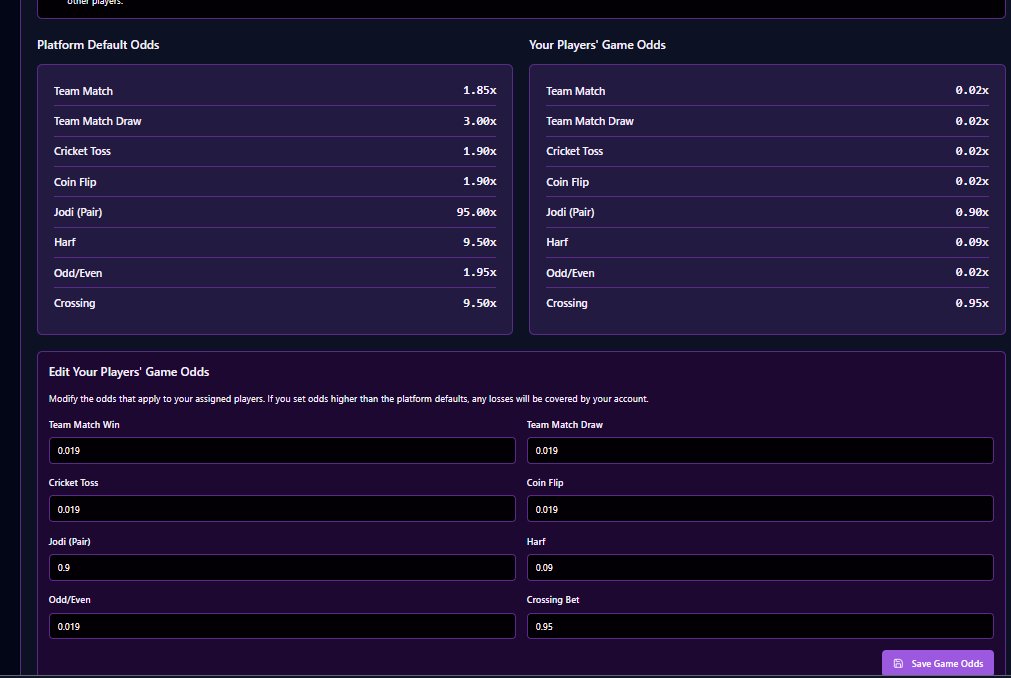 other players.
Platform Default Odds
Team Match 1.85x
Team Match Draw 3.00x
Cricket Toss 1.90x
Coin Flip 1.90x
Jodi (Pair) 95.00x
Harf 9.50x
Odd/Even 1.95x
Crossing 9.50x
Your Players' Game Odds
Team Match 0.02x
Team Match Draw 0.02x
Cricket Toss 0.02x
Coin Flip 0.02x
Jodi (Pair) 0.90x
Harf 0.09x
Odd/Even 0.02x
Crossing 0.95x
Edit Your Players' Game Odds
Modify the odds that apply to your assigned players. If you set odds higher than the platform defaults, any losses will be covered by your account.
Team Match Win
0.019
Team Match Draw
0.019
Cricket Toss
0.019
Coin Flip
0.019
Jodi (Pair)
0.9
Harf
0.09
Odd/Even
0.019
Crossing Bet
0.95
Save Game Odds